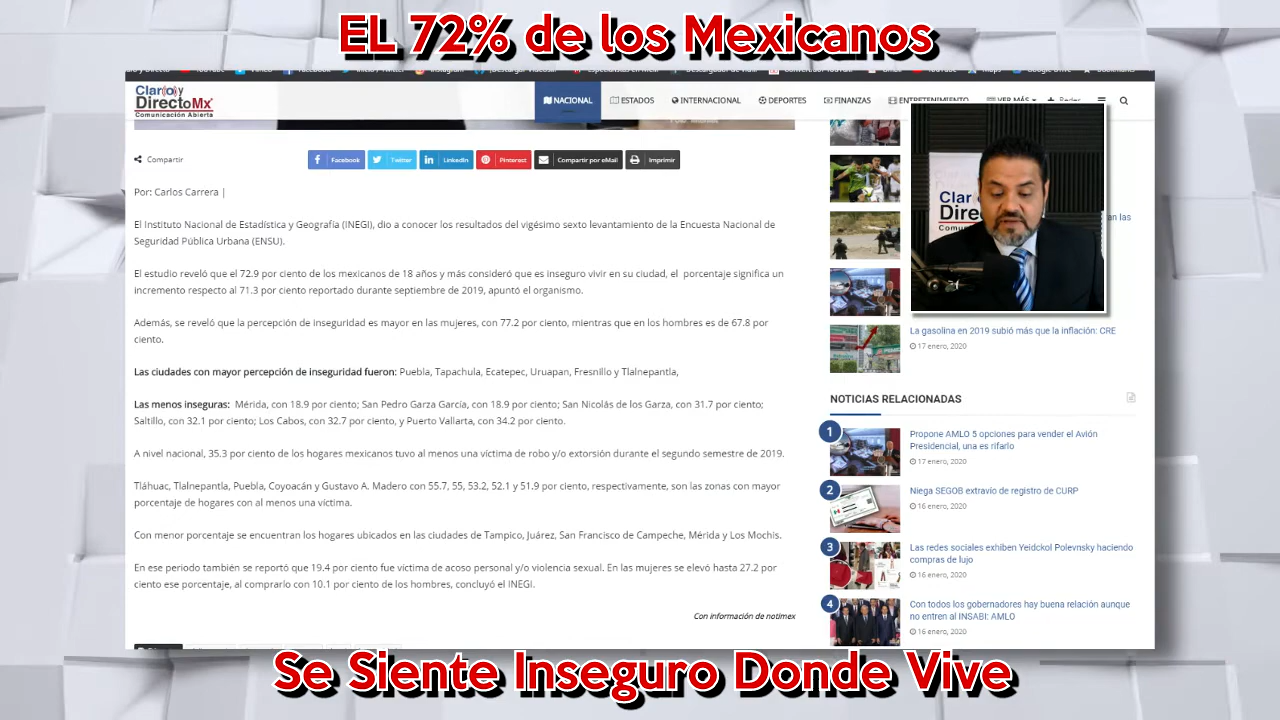 EL 72% de los Mexicanos
Clar y
DirectoMx
Comunicación Abierta
NACIONAL
ESTADOS
INTERNACIONAL
DEPORTES
FINANZAS
ENTRETENIMIENTO
VER MÁS
Redes
Compartir
Facebook
Twitter
LinkedIn
Pinterest
Compartir por eMail
Imprimir
Por: Carlos Carrera |
El Instituto Nacional de Estadística y Geografía (INEGI), dio a conocer los resultados del vigésimo sexto levantamiento de la Encuesta Nacional de
Seguridad Pública Urbana (ENSU).
El estudio reveló que el 72.9 por ciento de los mexicanos de 18 años y más consideró que es inseguro vivir en su ciudad, el porcentaje significa un
incremento respecto al 71.3 por ciento reportado durante septiembre de 2019, apuntó el organismo.
Además, se reveló que la percepción de inseguridad es mayor en las mujeres, con 77.2 por ciento, mientras que en los hombres es de 67.8 por
ciento.
Ciudades con mayor percepción de inseguridad fueron: Puebla, Tapachula, Ecatepec, Uruapan, Fresnillo y Tlalnepantla,
Las menos inseguras: Mérida, con 18.9 por ciento; San Pedro Garza García, con 18.9 por ciento; San Nicolás de los Garza, con 31.7 por ciento;
Saltillo, con 32.1 por ciento; Los Cabos, con 32.7 por ciento, y Puerto Vallarta, con 34.2 por ciento.
A nivel nacional, 35.3 por ciento de los hogares mexicanos tuvo al menos una víctima de robo y/o extorsión durante el segundo semestre de 2019.
Tláhuac, Tlalnepantla, Puebla, Coyoacán y Gustavo A. Madero con 55.7, 55, 53.2, 52.1 y 51.9 por ciento, respectivamente, son las zonas con mayor
porcentaje de hogares con al menos una víctima.
Con menor porcentaje se encuentran los hogares ubicados en las ciudades de Tampico, Juárez, San Francisco de Campeche, Mérida y Los Mochis.
En ese periodo también se reportó que 19.4 por ciento fue víctima de acoso personal y/o violencia sexual. En las mujeres se elevó hasta 27.2 por
ciento ese porcentaje, al compararlo con 10.1 por ciento de los hombres, concluyó el INEGI.
Con información de notimex
Clar
Direct
Comu
an las
La gasolina en 2019 subió más que la inflación: CRE
17 enero, 2020
NOTICIAS RELACIONADAS
1
Propone AMLO 5 opciones para vender el Avión
Presidencial, una es rifarlo
17 enero, 2020
2
Niega SEGOB extravío de registro de CURP
16 enero, 2020
3
Las redes sociales exhiben Yeidckol Polevnsky haciendo
compras de lujo
16 enero, 2020
4
Con todos los gobernadores hay buena relación aunque
no entren al INSABI: AMLO
16 enero, 2020
Se Siente Inseguro Donde Vive